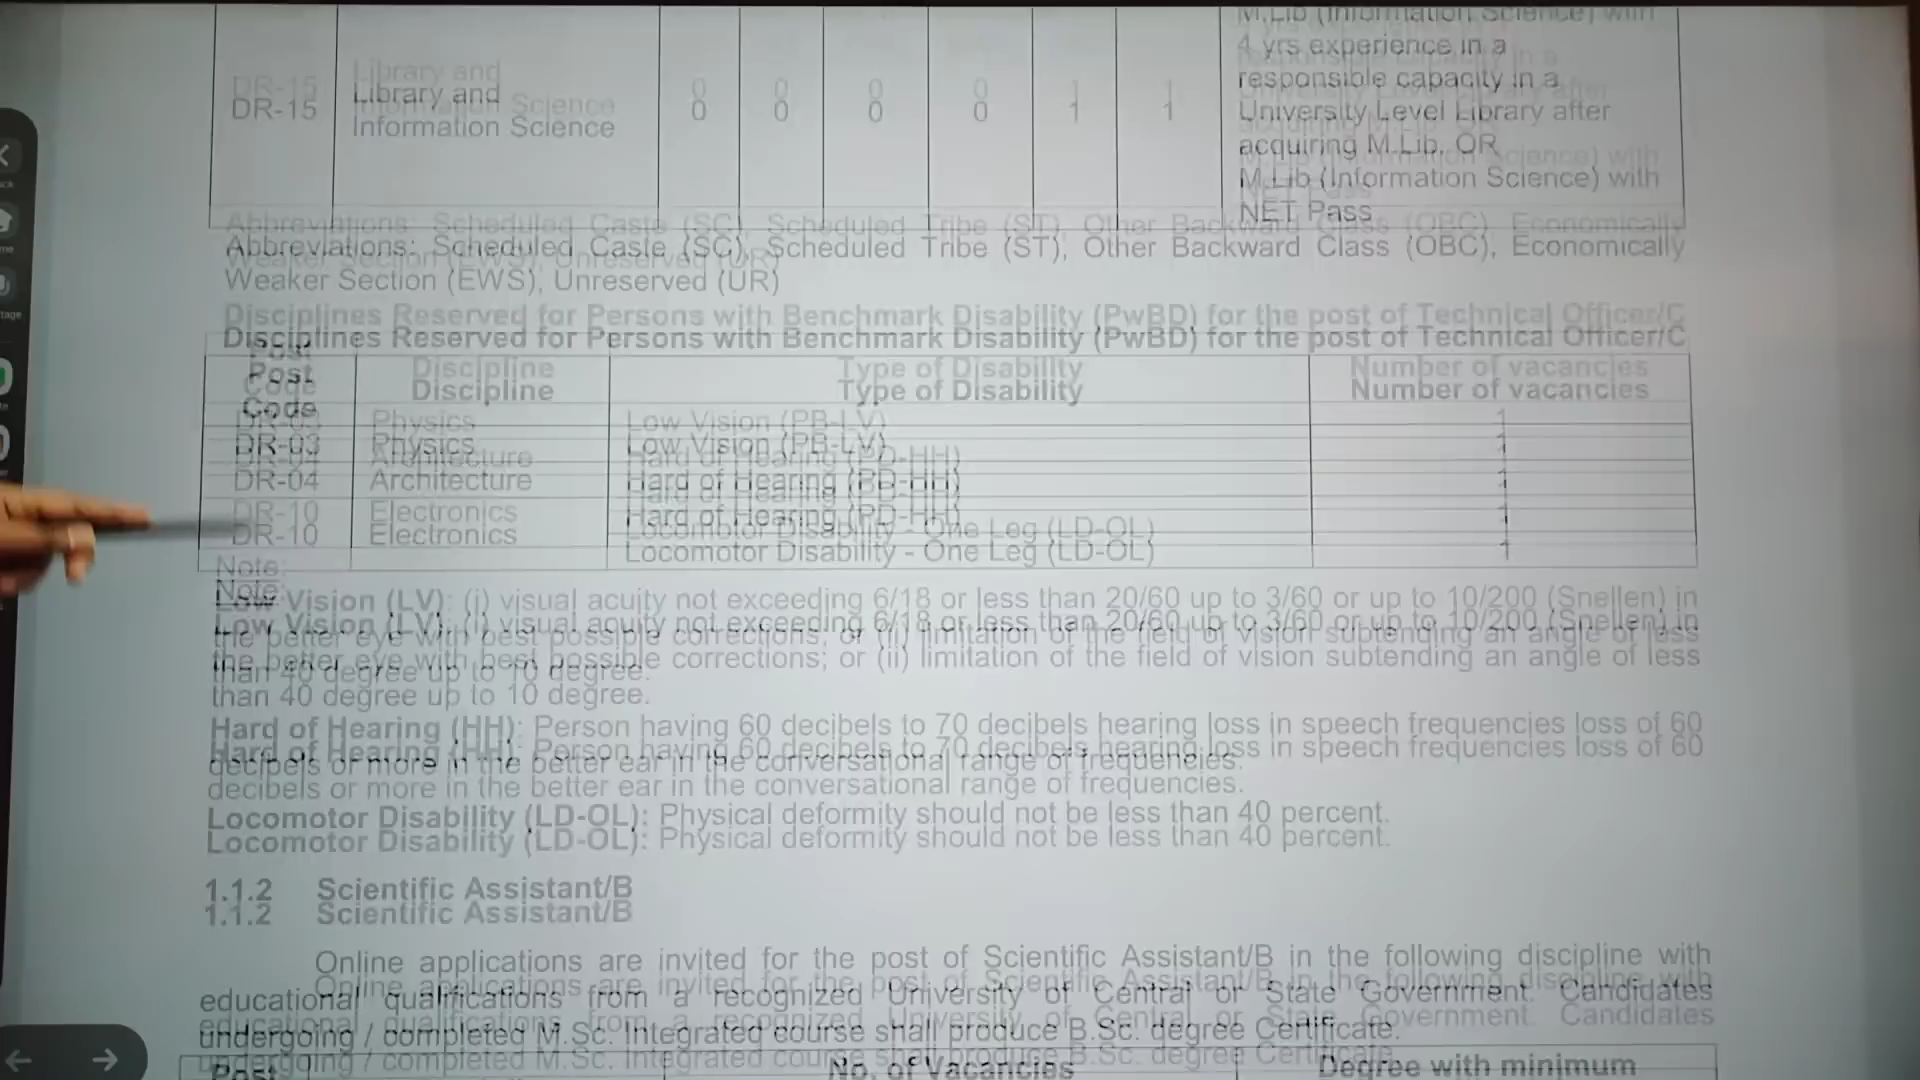 M.Lib (Information Science) with
4 yrs experience in a
responsible capacity in a
University Level Library after
acquiring M.Lib. OR
M.Lib (Information Science) with
NET Pass
DR-15 Library and Information Science 0 0 0 0 1 1
Abbreviations: Scheduled Caste (SC), Scheduled Tribe (ST), Other Backward Class (OBC), Economically
Weaker Section (EWS), Unreserved (UR)
Disciplines Reserved for Persons with Benchmark Disability (PwBD) for the post of Technical Officer/C
Post Code Discipline Type of Disability Number of vacancies
DR-03 Physics Low Vision (PB-LV) 1
DR-04 Architecture Hard of Hearing (PD-HH) 1
DR-10 Electronics Hard of Hearing (PD-HH) 1
Locomotor Disability - One Leg (LD-OL) 1
Note:
Low Vision (LV): (i) visual acuity not exceeding 6/18 or less than 20/60 up to 3/60 or up to 10/200 (Snellen) in
the better eye with best possible corrections; or (ii) limitation of the field of vision subtending an angle of less
than 40 degree up to 10 degree.
Hard of Hearing (HH): Person having 60 decibels to 70 decibels hearing loss in speech frequencies loss of 60
decibels or more in the better ear in the conversational range of frequencies.
Locomotor Disability (LD-OL): Physical deformity should not be less than 40 percent.
1.1.2 Scientific Assistant/B
Online applications are invited for the post of Scientific Assistant/B in the following discipline with
educational qualifications from a recognized University of Central or State Government. Candidates
undergoing / completed M.Sc. Integrated course shall produce B.Sc. degree Certificate.
Post No. of Vacancies Degree with minimum